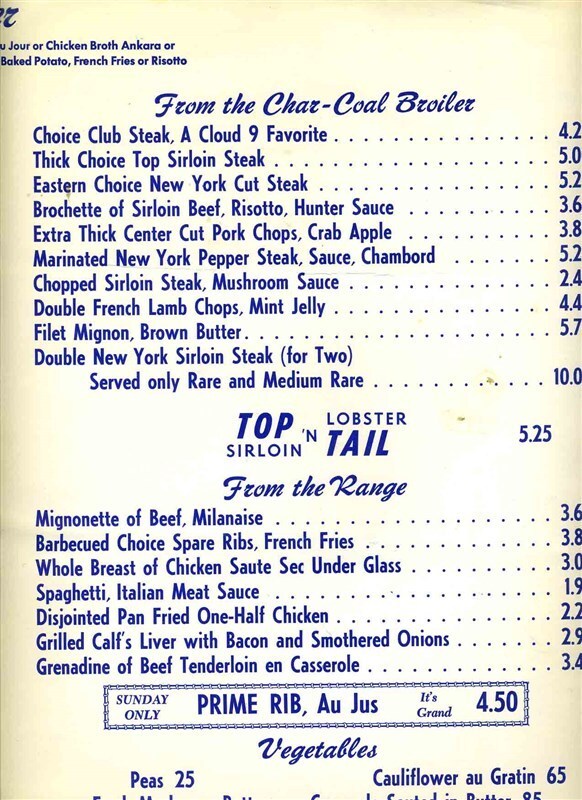 u Jour or Chicken Broth Ankara or
Baked Potato, French Fries or Risotto
From the Char-Coal Broiler
Choice Club Steak, A Cloud 9 Favorite . . . . . . . . . . . . . . . . . 4.2
Thick Choice Top Sirloin Steak . . . . . . . . . . . . . . . . . . . . . 5.0
Eastern Choice New York Cut Steak . . . . . . . . . . . . . . . . . . 5.2
Brochette of Sirloin Beef, Risotto, Hunter Sauce . . . . . . . . . . 3.6
Extra Thick Center Cut Pork Chops, Crab Apple . . . . . . . . . . 3.8
Marinated New York Pepper Steak, Sauce, Chambord . . . . . . . . 5.2
Chopped Sirloin Steak, Mushroom Sauce . . . . . . . . . . . . . . . 2.4
Double French Lamb Chops, Mint Jelly . . . . . . . . . . . . . . . . 4.4
Filet Mignon, Brown Butter . . . . . . . . . . . . . . . . . . . . . . . 5.7
Double New York Sirloin Steak (for Two)
Served only Rare and Medium Rare . . . . . . . . . . . . . 10.0
TOP SIRLOIN 'N LOBSTER TAIL 5.25
From the Range
Mignonette of Beef, Milanaise . . . . . . . . . . . . . . . . . . . . . 3.6
Barbecued Choice Spare Ribs, French Fries . . . . . . . . . . . . . . 3.8
Whole Breast of Chicken Saute Sec Under Glass . . . . . . . . . . 3.0
Spaghetti, Italian Meat Sauce . . . . . . . . . . . . . . . . . . . . . 1.9
Disjointed Pan Fried One-Half Chicken . . . . . . . . . . . . . . . . 2.2
Grilled Calf's Liver with Bacon and Smothered Onions . . . . . . . 2.9
Grenadine of Beef Tenderloin en Casserole . . . . . . . . . . . . . . 3.4
SUNDAY ONLY PRIME RIB, Au Jus It's Grand 4.50
Vegetables
Peas 25 Cauliflower au Gratin 65